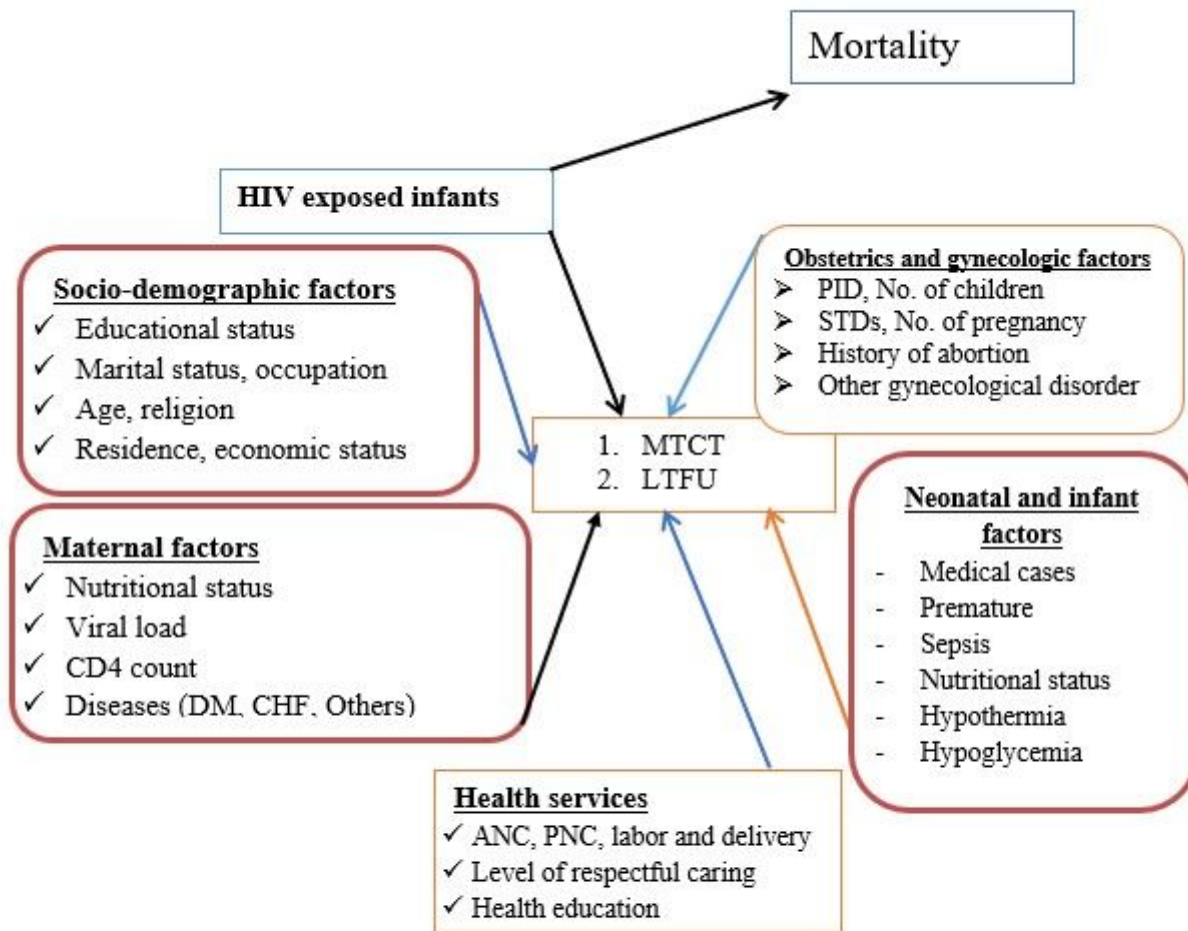 Mortality
HIV exposed infants
Socio-demographic factors
✓ Educational status
✓ Marital status, occupation
✓ Age, religion
✓ Residence, economic status
Obstetrics and gynecologic factors
➢ PID, No. of children
➢ STDs, No. of pregnancy
➢ History of abortion
➢ Other gynecological disorder
1. MTCT
2. LTFU
Maternal factors
✓ Nutritional status
✓ Viral load
✓ CD4 count
✓ Diseases (DM, CHF, Others)
Neonatal and infant
factors
- Medical cases
- Premature
- Sepsis
- Nutritional status
- Hypothermia
- Hypoglycemia
Health services
✓ ANC, PNC, labor and delivery
✓ Level of respectful caring
✓ Health education